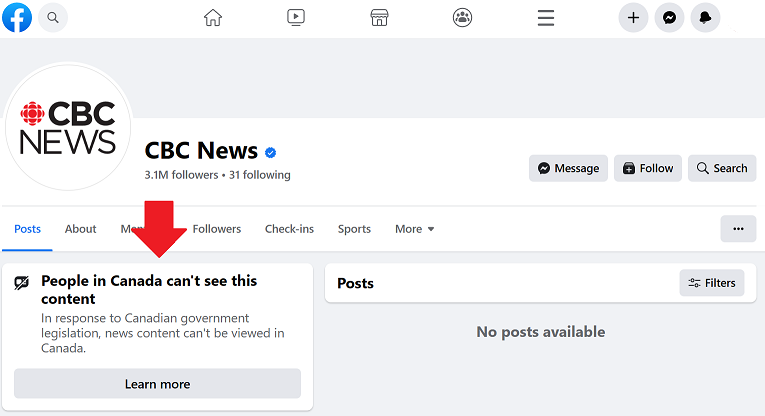 CBC
NEWS
CBC News
3.1M followers • 31 following
Message
Follow
Search
Posts
About
Followers
Check-ins
Sports
More
People in Canada can't see this
content
In response to Canadian government
legislation, news content can't be viewed in
Canada.
Learn more
Posts
Filters
No posts available